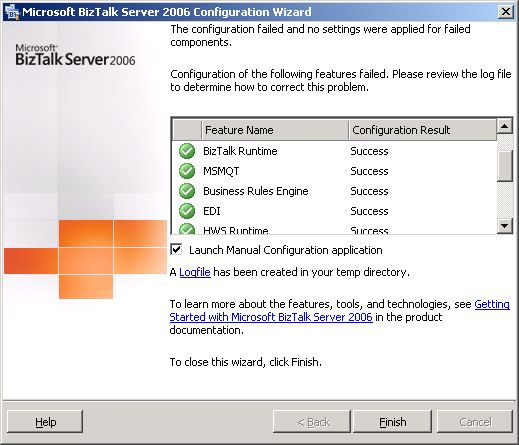 Microsoft BizTalk Server 2006 Configuration Wizard
Microsoft®
BizTalk Server2006
The configuration failed and no settings were applied for failed
components.
Configuration of the following features failed. Please review the log file
to determine how to correct this problem.
Feature Name Configuration Result
BizTalk Runtime Success
MSMQT Success
Business Rules Engine Success
EDI Success
HWS Runtime Success
Launch Manual Configuration application
A Logfile has been created in your temp directory.
To learn more about the features, tools, and technologies, see Getting
Started with Microsoft BizTalk Server 2006 in the product
documentation.
To close this wizard, click Finish.
Help < Back Finish Cancel